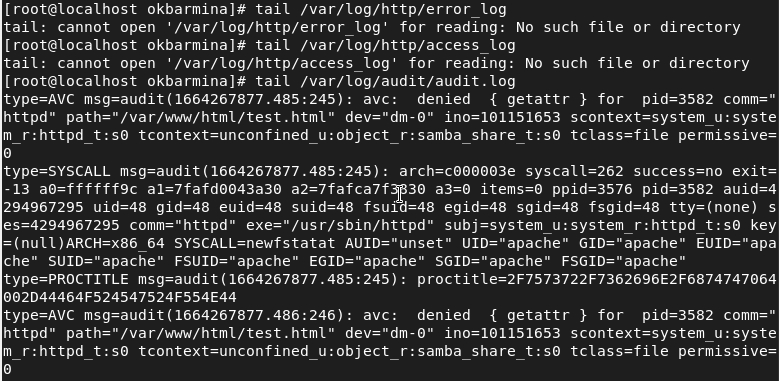 [root@localhost okbarmina]# tail /var/log/http/error_log
tail: cannot open '/var/log/http/error_log' for reading: No such file or directory
[root@localhost okbarmina]# tail /var/log/http/access_log
tail: cannot open '/var/log/http/access_log' for reading: No such file or directory
[root@localhost okbarmina]# tail /var/log/audit/audit.log
type=AVC msg=audit(1664267877.485:245): avc:  denied  { getattr } for  pid=3582 comm="
httpd" path="/var/www/html/test.html" dev="dm-0" ino=101151653 scontext=system_u:syste
m_r:httpd_t:s0 tcontext=unconfined_u:object_r:samba_share_t:s0 tclass=file permissive=
0
type=SYSCALL msg=audit(1664267877.485:245): arch=c000003e syscall=262 success=no exit=
-13 a0=ffffff9c a1=7fafd0043a30 a2=7fafca7f3830 a3=0 items=0 ppid=3576 pid=3582 auid=4
294967295 uid=48 gid=48 euid=48 suid=48 fsuid=48 egid=48 sgid=48 fsgid=48 tty=(none) s
es=4294967295 comm="httpd" exe="/usr/sbin/httpd" subj=system_u:system_r:httpd_t:s0 key
=(null)ARCH=x86_64 SYSCALL=newfstatat AUID="unset" UID="apache" GID="apache" EUID="apa
che" SUID="apache" FSUID="apache" EGID="apache" SGID="apache" FSGID="apache"
type=PROCTITLE msg=audit(1664267877.485:245): proctitle=2F7573722F7362696E2F6874747064
002D44464F524547524F554E44
type=AVC msg=audit(1664267877.486:246): avc:  denied  { getattr } for  pid=3582 comm="
httpd" path="/var/www/html/test.html" dev="dm-0" ino=101151653 scontext=system_u:syste
m_r:httpd_t:s0 tcontext=unconfined_u:object_r:samba_share_t:s0 tclass=file permissive=
0